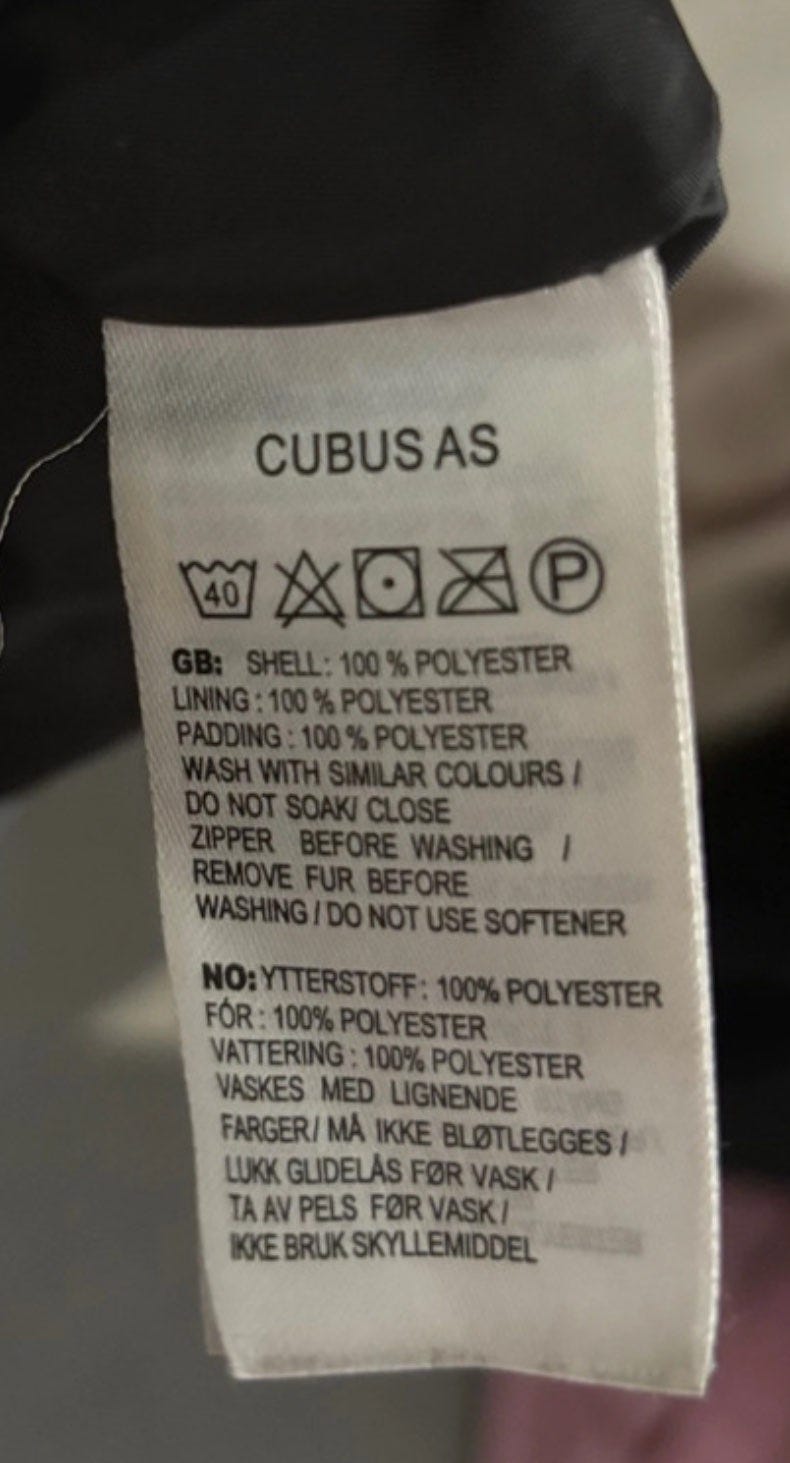 CUBUS AS
40 P
GB: SHELL: 100 % POLYESTER
LINING : 100 % POLYESTER
PADDING : 100 % POLYESTER
WASH WITH SIMILAR COLOURS /
DO NOT SOAK/ CLOSE
ZIPPER BEFORE WASHING /
REMOVE FUR BEFORE
WASHING / DO NOT USE SOFTENER
NO: YTTERSTOFF: 100% POLYESTER
FÓR : 100% POLYESTER
VATTERING : 100% POLYESTER
VASKES MED LIGNENDE
FARGER/ MÅ IKKE BLØTLEGGES /
LUKK GLIDELÅS FØR VASK /
TA AV PELS FØR VASK /
IKKE BRUK SKYLLEMIDDEL